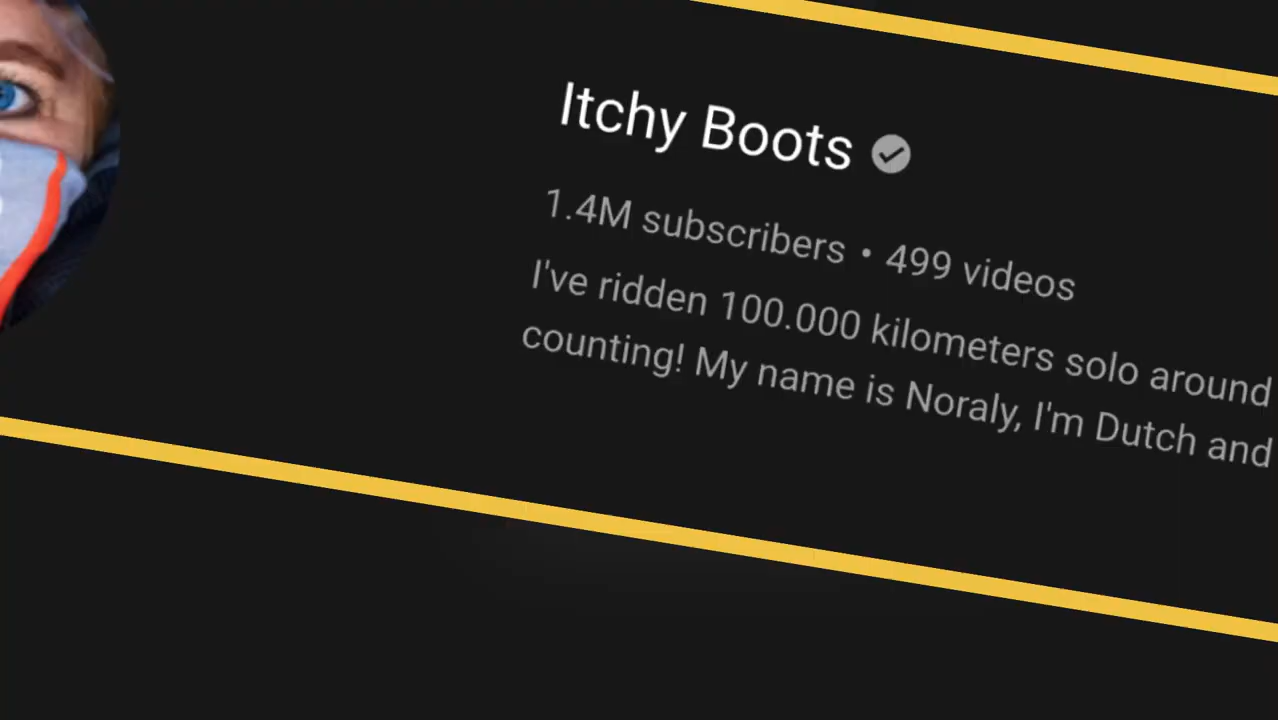 Itchy Boots
1.4M subscribers • 499 videos
I've ridden 100.000 kilometers solo around
counting! My name is Noraly, I'm Dutch and